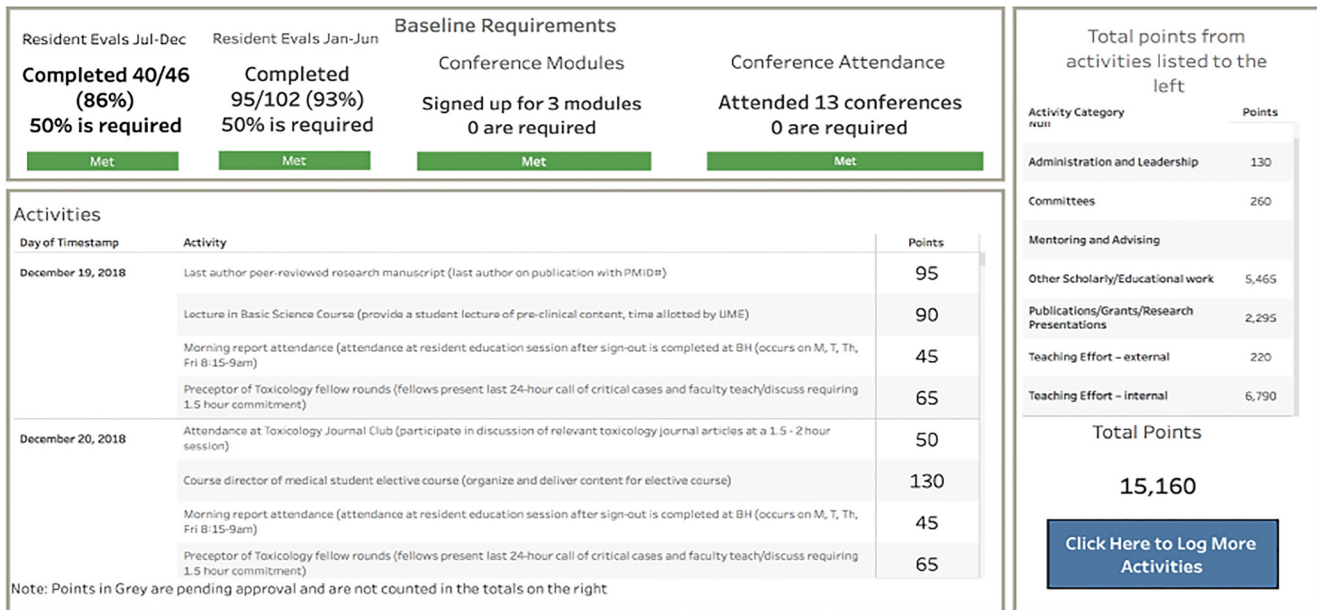 Baseline Requirements
Resident Evals Jul-Dec
Completed 40/46
(86%)
50% is required
Met
Resident Evals Jan-Jun
Completed
95/102 (93%)
50% is required
Met
Conference Modules
Signed up for 3 modules
0 are required
Met
Conference Attendance
Attended 13 conferences
0 are required
Met
Activities
Day of Timestamp Activity Points
December 19, 2018 Last author peer-reviewed research manuscript (last author on publication with PMID#) 95
Lecture in Basic Science Course (provide a student lecture of pre-clinical content, time allotted by UME) 90
Morning report attendance (attendance at resident education session after sign-out is completed at BH (occurs on M, T, Th,
Fri 8:15-9am) 45
Preceptor of Toxicology fellow rounds (fellows present last 24-hour call of critical cases and faculty teach/discuss requiring
1.5 hour commitment) 65
December 20, 2018 Attendance at Toxicology Journal Club (participate in discussion of relevant toxicology journal articles at a 1.5 - 2 hour
session) 50
Course director of medical student elective course (organize and deliver content for elective course) 130
Morning report attendance (attendance at resident education session after sign-out is completed at BH (occurs on M, T, Th,
Fri 8:15-9am) 45
Preceptor of Toxicology fellow rounds (fellows present last 24-hour call of critical cases and faculty teach/discuss requiring
1.5 hour commitment) 65
Note: Points in Grey are pending approval and are not counted in the totals on the right
Total points from
activities listed to the
left
Activity Category Points
Null
Administration and Leadership 130
Committees 260
Mentoring and Advising
Other Scholarly/Educational work 5,465
Publications/Grants/Research
Presentations 2,295
Teaching Effort – external 220
Teaching Effort – internal 6,790
Total Points
15,160
Click Here to Log More
Activities